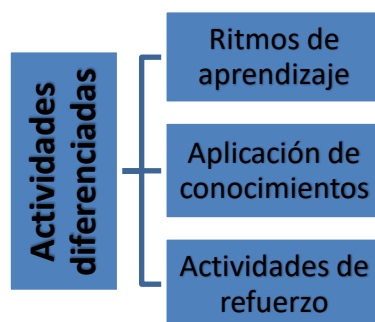 Actividades
diferenciadas
Ritmos de
aprendizaje
Aplicación de
conocimientos
Actividades de
refuerzo